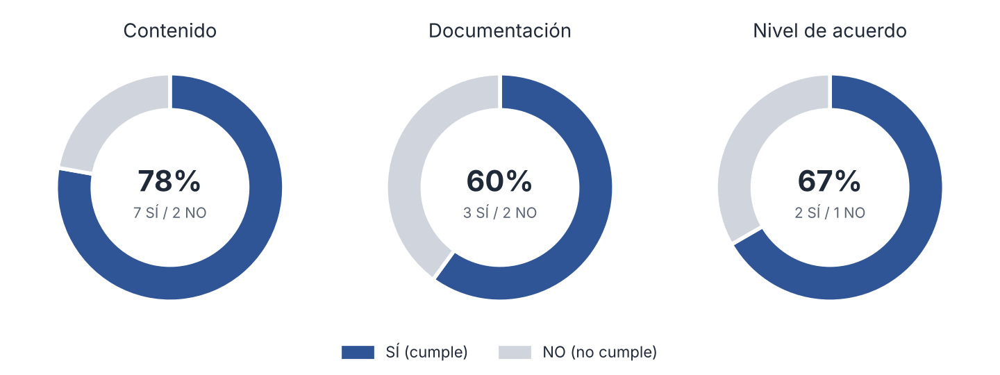 Contenido
Documentación
Nivel de acuerdo
78%
7 SÍ / 2 NO
60%
3 SÍ / 2 NO
67%
2 SÍ / 1 NO
SÍ (cumple)
NO (no cumple)